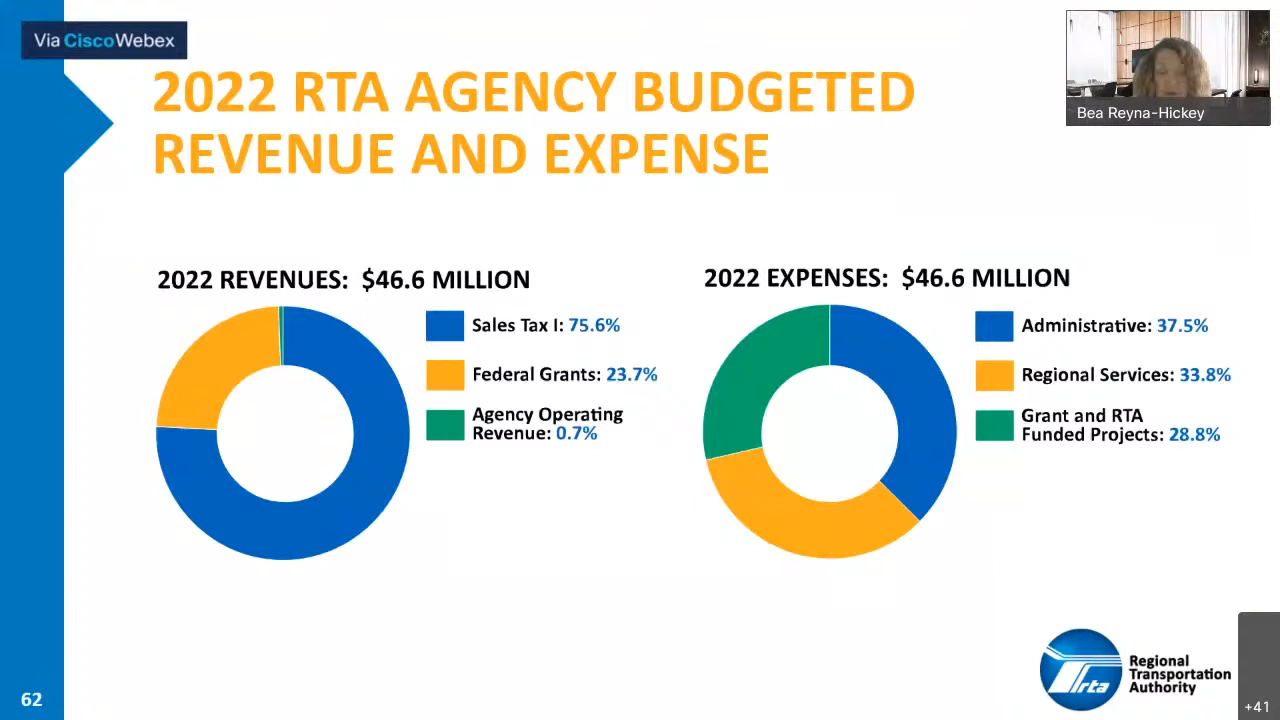 Via CiscoWebex
2022 RTA AGENCY BUDGETED
REVENUE AND EXPENSE
Bea Reyna-Hickey
2022 REVENUES: $46.6 MILLION
Sales Tax I: 75.6%
Federal Grants: 23.7%
Agency Operating
Revenue: 0.7%
2022 EXPENSES: $46.6 MILLION
Administrative: 37.5%
Regional Services: 33.8%
Grant and RTA
Funded Projects: 28.8%
rta
Regional
Transportation
Authority
62
+41